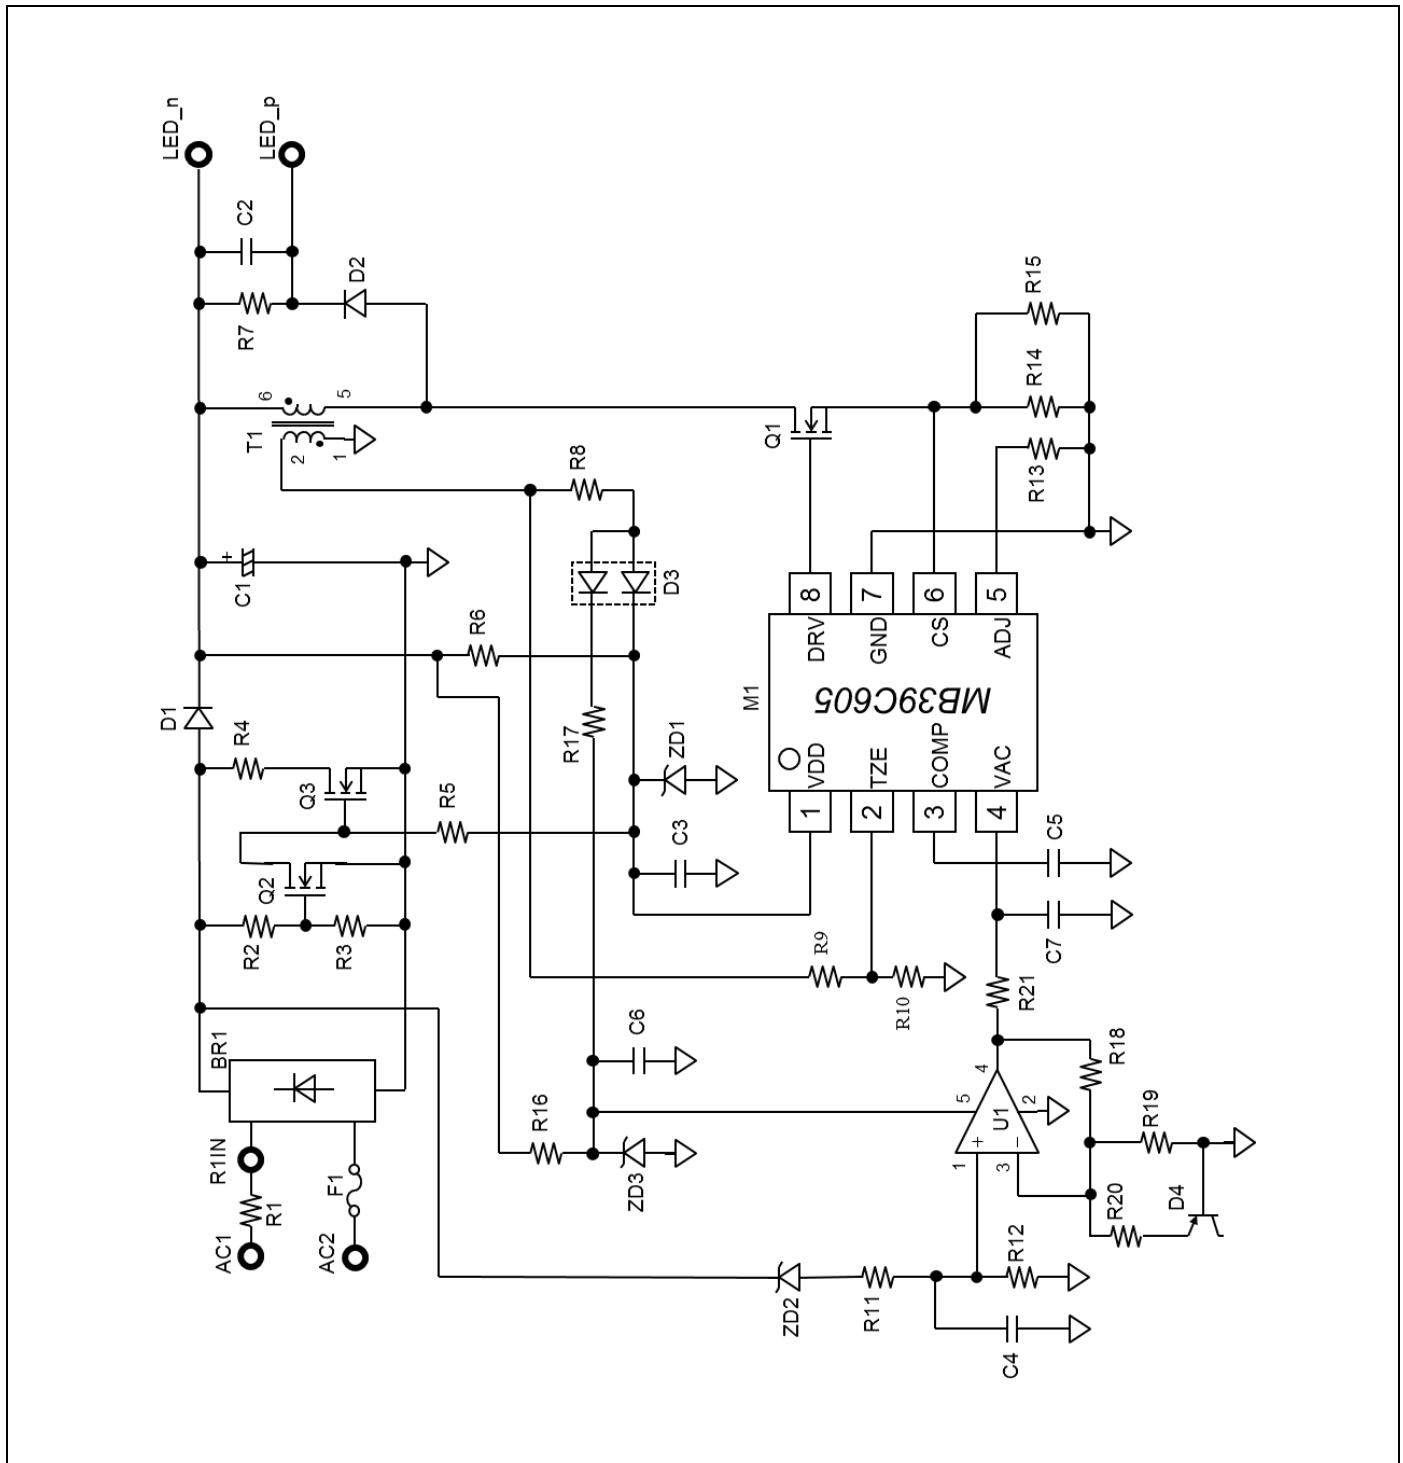 LED_n
LED_p
C2
D2
R7
R15
6
5
R14
T1
2
1
Q1
R8
R13
C1
+
D3
8
7
6
5
R6
DRV
GND
CS
ADJ
M1
MB39C605
D1
R4
R17
ZD1
VDD
TZE
COMP
VAC
Q3
R5
1
2
3
4
C3
C5
Q2
R2
R3
R9
C7
R10
R21
BR1
C6
R18
4
5
U1
2
R16
R19
+
−
1
3
R1IN
F1
ZD3
R1
R20
D4
AC1
AC2
R12
ZD2
R11
C4